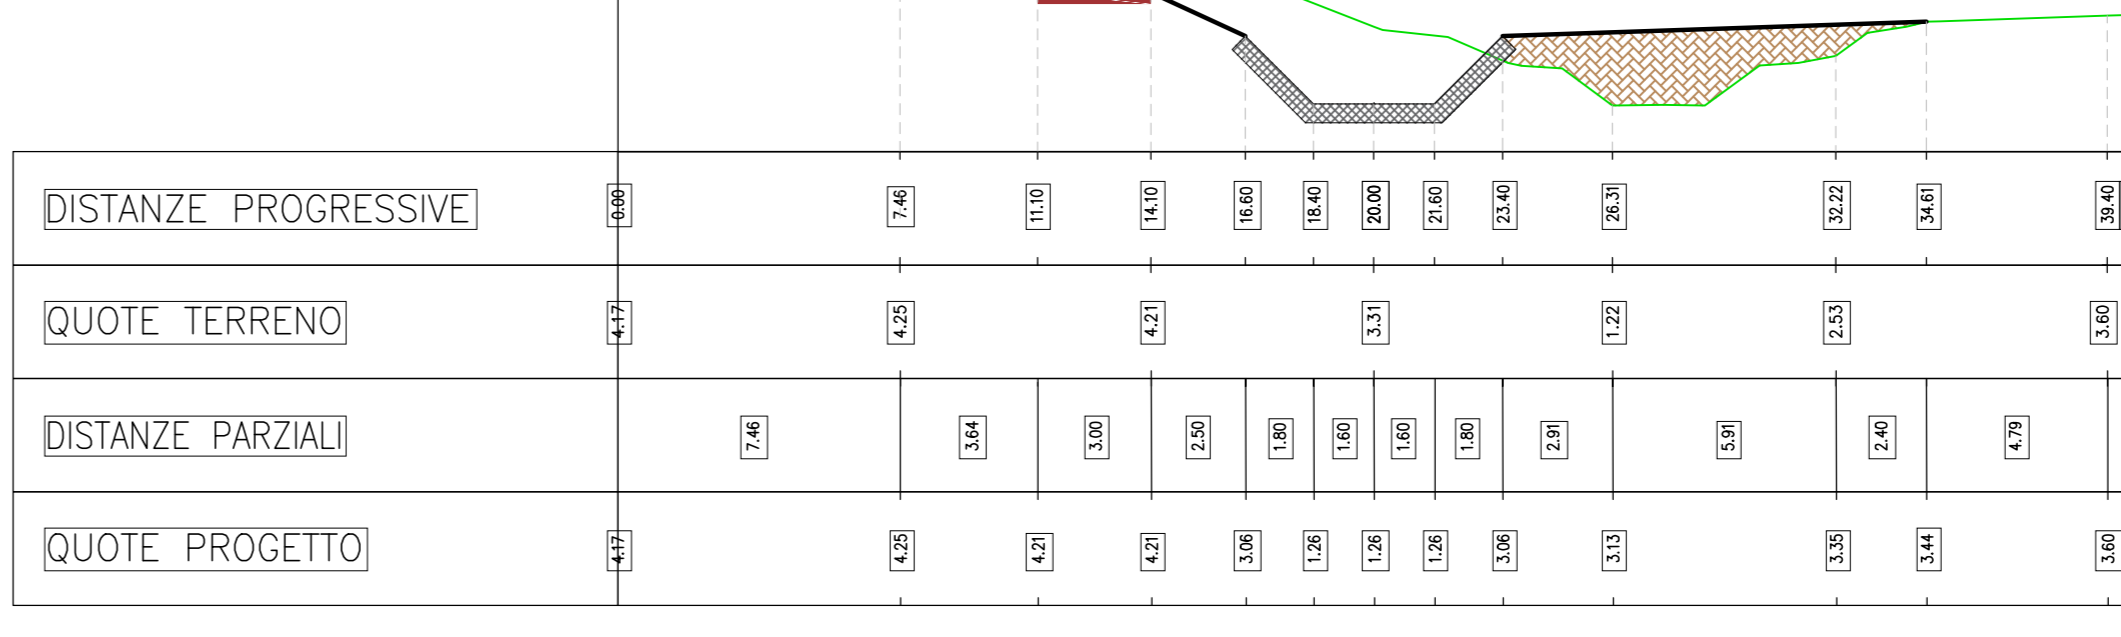 DISTANZE PROGRESSIVE 0.00 7.46 11.10 14.10 16.60 18.40 20.00 21.60 23.40 26.31 32.22 34.61 39.40
QUOTE TERRENO 4.17 4.25 4.21 3.31 1.22 2.53 3.60
DISTANZE PARZIALI 7.46 3.64 3.00 2.50 1.80 1.60 1.60 1.80 2.91 5.91 2.40 4.79
QUOTE PROGETTO 4.17 4.25 4.21 4.21 3.06 1.26 1.26 1.26 3.06 3.13 3.35 3.44 3.60